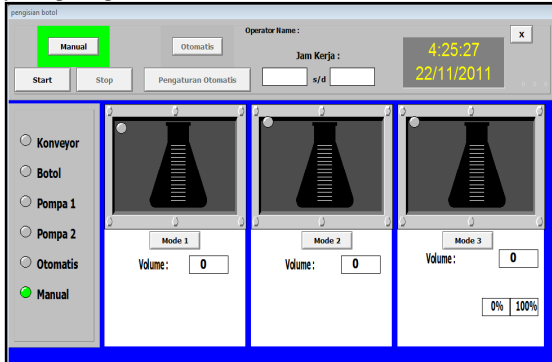 pengisian botol
Operator Name :
X
Manual
Otomatis
Jam Kerja :
4:25:27
22/11/2011
Start
Stop
Pengaturan Otomatis
s/d
Konveyor
Botol
Pompa 1
Pompa 2
Otomatis
Manual
Mode 1
Volume : 0
Mode 2
Volume : 0
Mode 3
Volume : 0
0% 100%